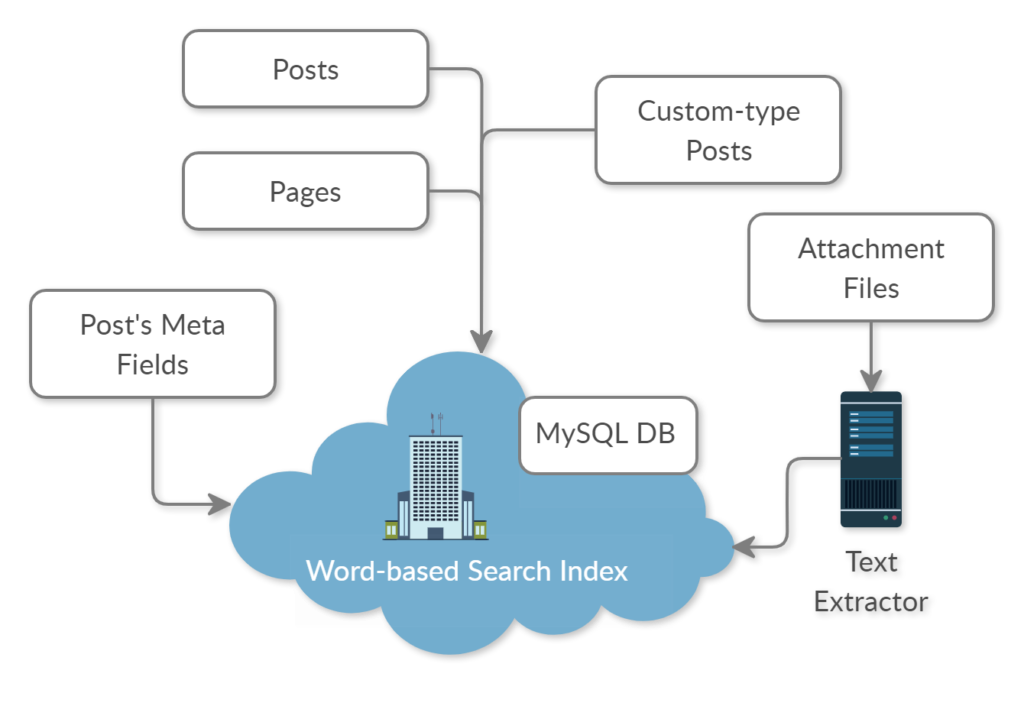 Posts
Custom-type
Posts
Pages
Attachment
Files
Post's Meta
Fields
MySQL DB
Word-based Search Index
Text
Extractor